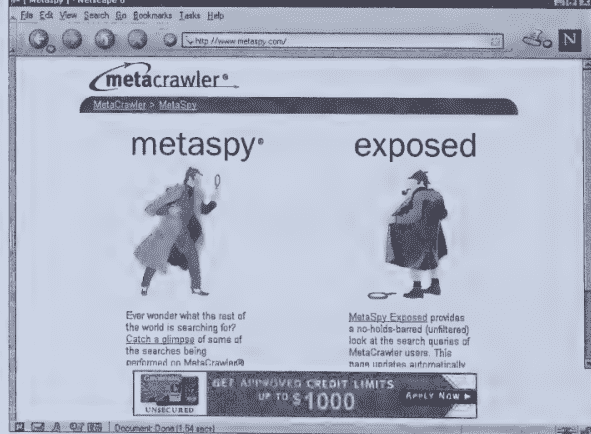 [ MetaSpy ] - Netscape 6
File Edit View Search Go Bookmarks Tasks Help
http://www.metaspy.com/
N
metacrawler®
MetaCrawler > MetaSpy
metaspy®
exposed
Ever wonder what the rest of
the world is searching for?
Catch a glimpse of some of
the searches being
performed on MetaCrawler®
MetaSpy Exposed provides
a no-holds-barred (unfiltered)
look at the search queries of
MetaCrawler users. This
page updates automatically
UNSECURED
GET APPROVED CREDIT LIMITS
UP TO $1000
APPLY NOW
Document: Done (1.54 secs)